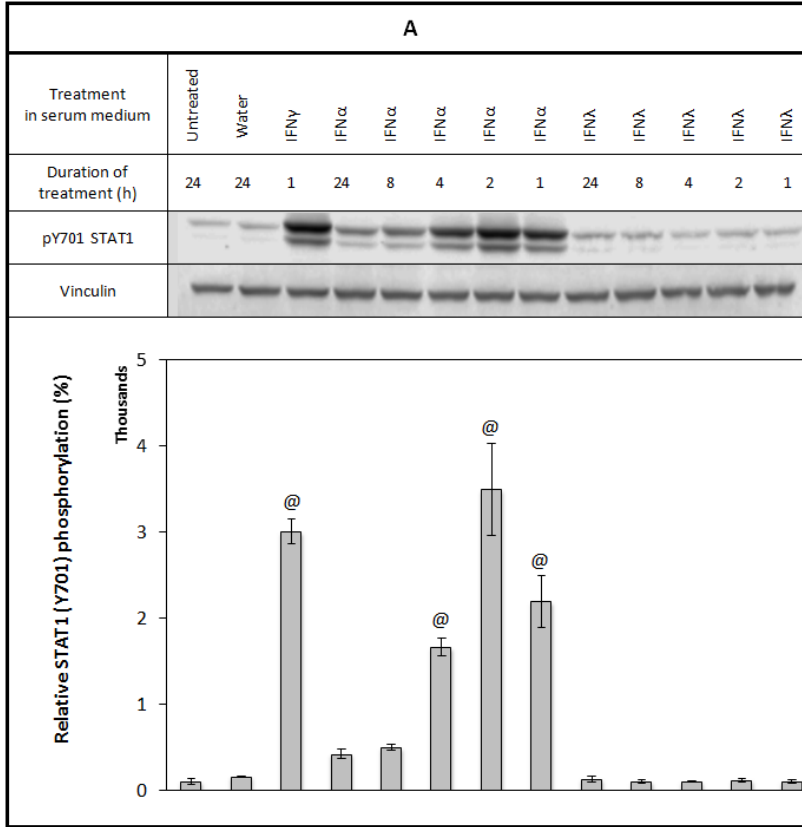 A
Treatment
in serum medium
Untreated
Water
IFNγ
IFNα
IFNα
IFNα
IFNα
IFNα
IFNλ
IFNλ
IFNλ
IFNλ
IFNλ
Duration of
treatment (h)
24 24 1 24 8 4 2 1 24 8 4 2 1
pY701 STAT1
Vinculin
Relative STAT1 (Y701) phosphorylation (%)
Thousands
5
4
3
2
1
0
@
@
@
@